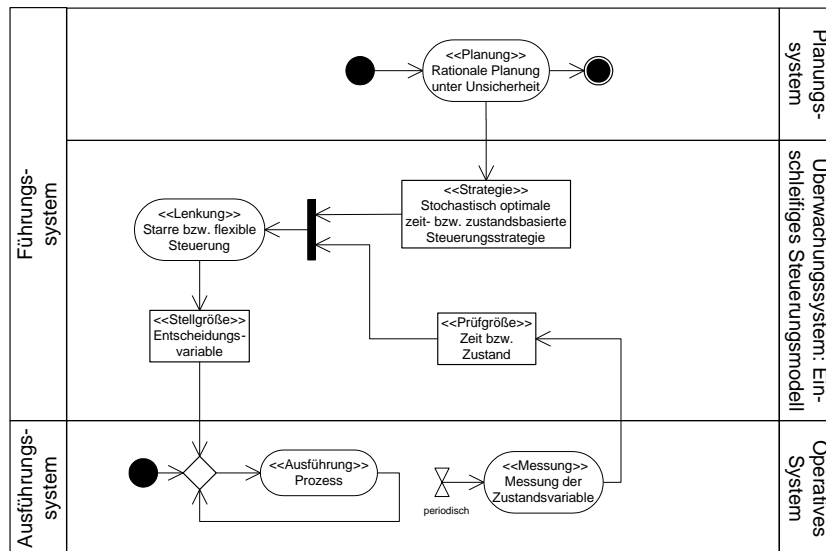 <<Planung>>
Rationale Planung
unter Unsicherheit
Planungs-
system
Führungs-
system
<<Strategie>>
Stochastisch optimale
zeit- bzw. zustandsbasierte
Steuerungsstrategie
<<Lenkung>>
Starre bzw. flexible
Steuerung
<<Stellgröße>>
Entscheidungs-
variable
<<Prüfgröße>>
Zeit bzw.
Zustand
Überwachungssystem: Ein-
schleifiges Steuerungsmodell
Ausführungs-
system
<<Ausführung>>
Prozess
periodisch
<<Messung>>
Messung der
Zustandsvariable
Operatives
System